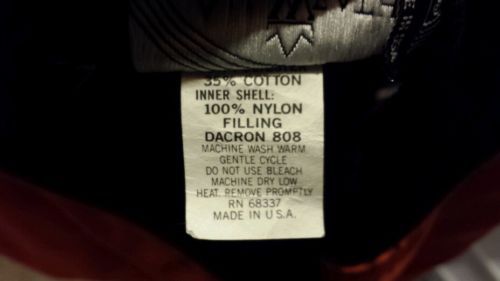 35% COTTON
INNER SHELL:
100% NYLON
FILLING
DACRON 808
MACHINE WASH WARM
GENTLE CYCLE
DO NOT USE BLEACH
MACHINE DRY LOW
HEAT. REMOVE PROMPTLY
RN 68337
MADE IN U.S.A.